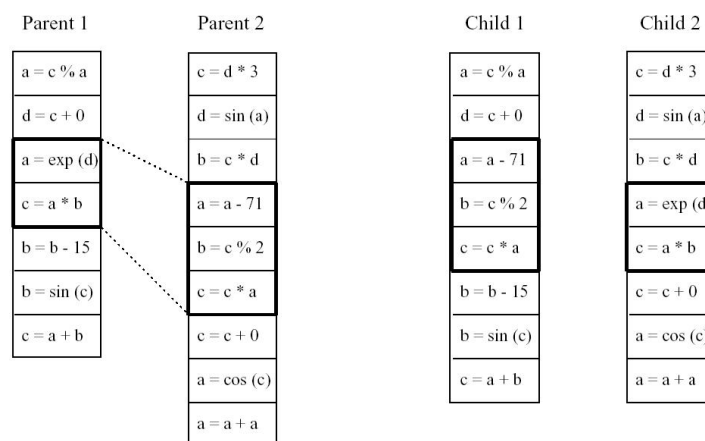 Parent 1
a = c % a
d = c + 0
a = exp (d)
c = a * b
b = b - 15
b = sin (c)
c = a + b
Parent 2
c = d * 3
d = sin (a)
b = c * d
a = a - 71
b = c % 2
c = c * a
c = c + 0
a = cos (c)
a = a + a
Child 1
a = c % a
d = c + 0
a = a - 71
b = c % 2
c = c * a
b = b - 15
b = sin (c)
c = a + b
Child 2
c = d * 3
d = sin (a)
b = c * d
a = exp (d
c = a * b
c = c + 0
a = cos (c)
a = a + a